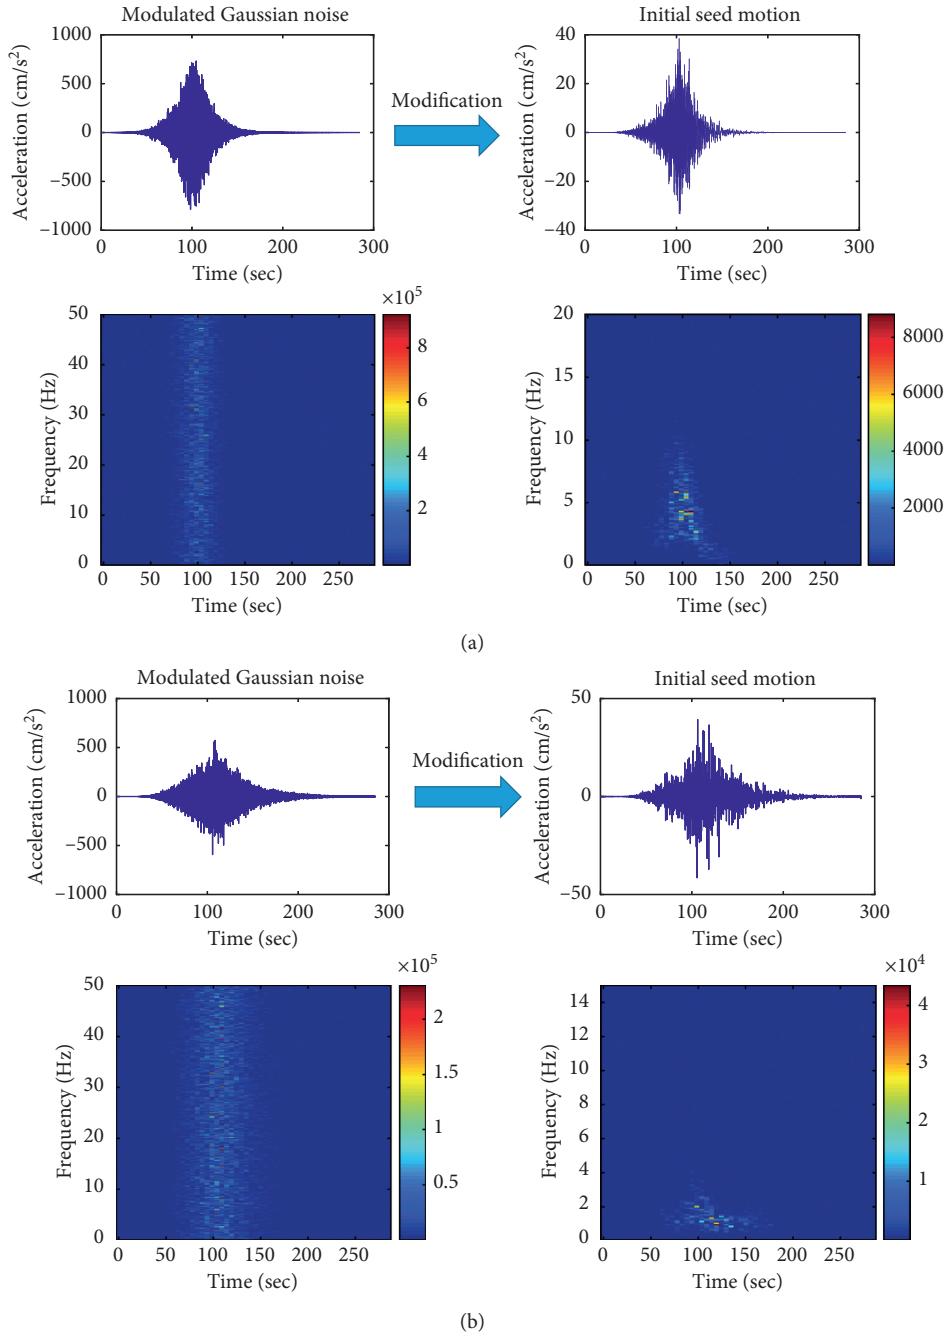 Modulated Gaussian noise
Initial seed motion
1000
500
0
−500
−1000
Acceleration (cm/s²)
0 100 200 300
Time (sec)
Modification
40
20
0
−20
−40
Acceleration (cm/s²)
0 100 200 300
Time (sec)
×10⁵
50
40
30
20
10
0
Frequency (Hz)
0 50 100 150 200 250
Time (sec)
8
6
4
2
20
15
10
5
0
Frequency (Hz)
0 50 100 150 200 250
Time (sec)
8000
6000
4000
2000
(a)
Modulated Gaussian noise
Initial seed motion
1000
500
0
−500
−1000
Acceleration (cm/s²)
0 100 200 300
Time (sec)
Modification
50
0
−50
Acceleration (cm/s²)
0 100 200 300
Time (sec)
×10⁵
50
40
30
20
10
0
Frequency (Hz)
0 50 100 150 200 250
Time (sec)
2
1.5
1
0.5
×10⁴
14
12
10
8
6
4
2
0
Frequency (Hz)
0 50 100 150 200 250
Time (sec)
4
3
2
1
(b)